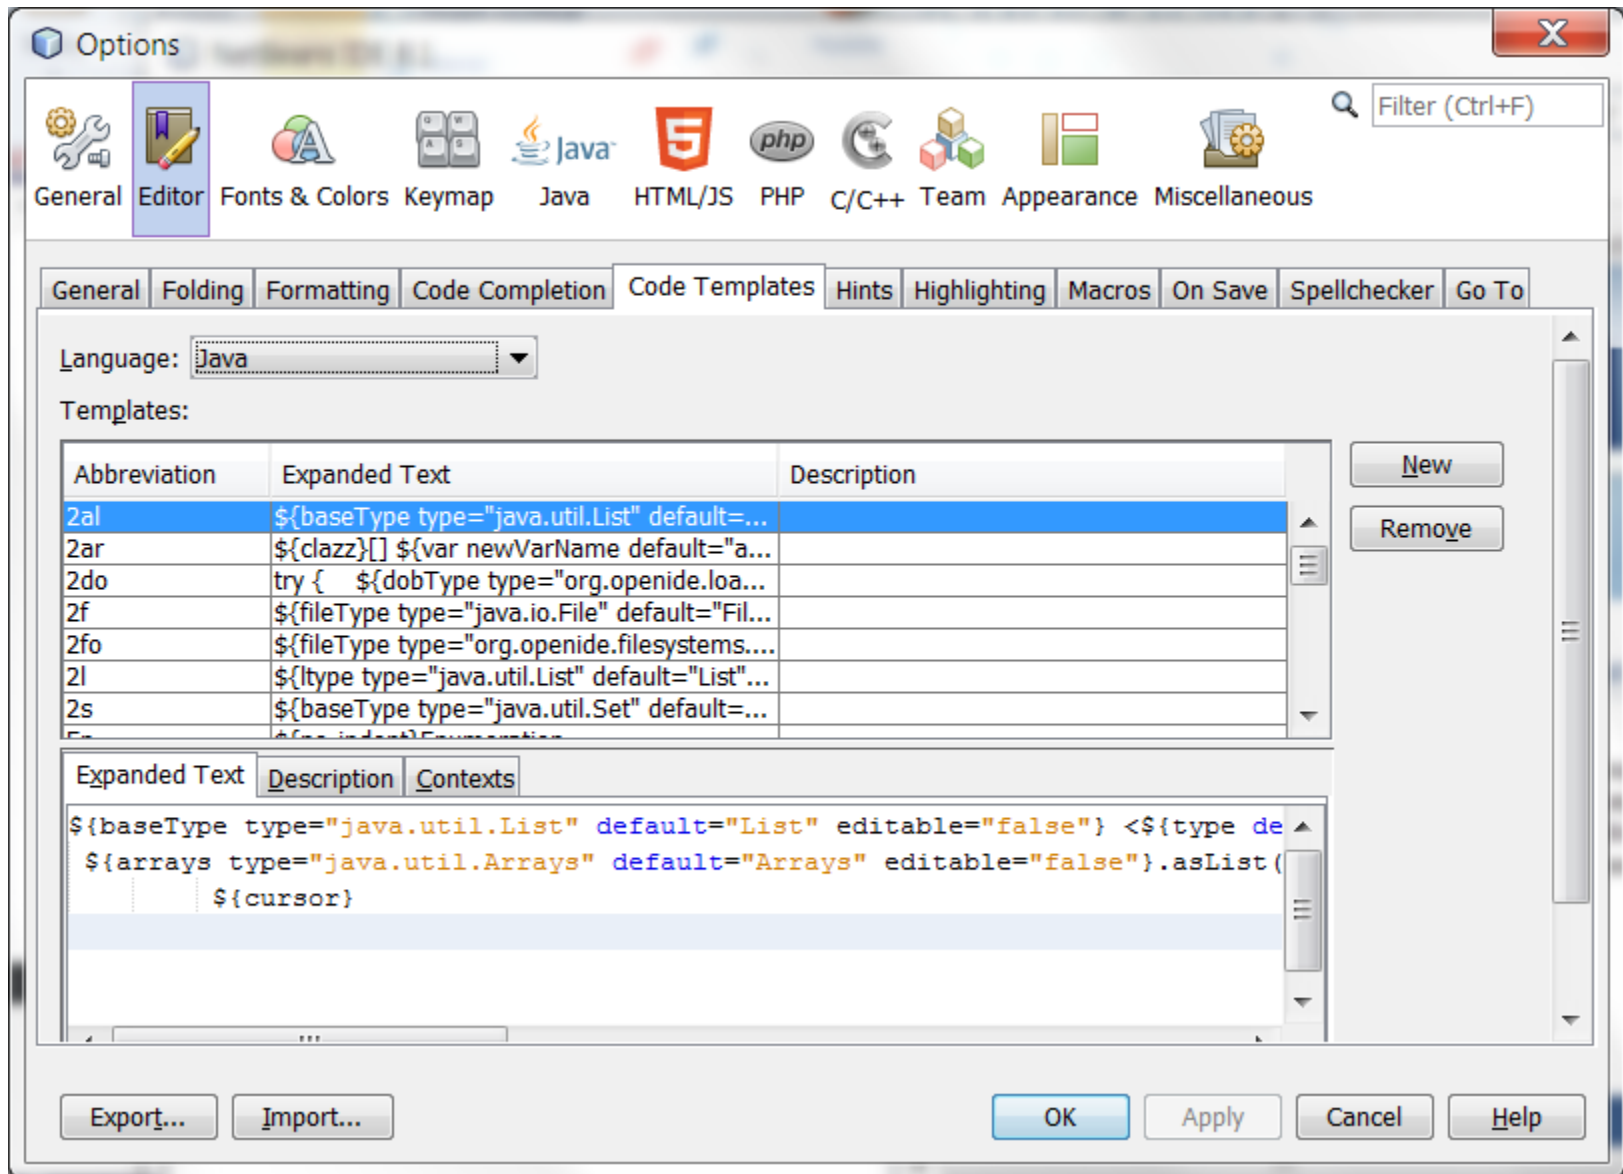 Options
Filter (Ctrl+F)
General Editor Fonts & Colors Keymap Java HTML/JS PHP C/C++ Team Appearance Miscellaneous
General Folding Formatting Code Completion Code Templates Hints Highlighting Macros On Save Spellchecker Go To
Language: Java
Templates:
Abbreviation Expanded Text Description
New
2al ${baseType type="java.util.List" default=...
Remove
2ar ${clazz}[] ${var newVarName default="a...
2do try { ${dobType type="org.openide.loa...
2f ${fileType type="java.io.File" default="Fil...
2fo ${fileType type="org.openide.filesystems....
2l ${ltype type="java.util.List" default="List"...
2s ${baseType type="java.util.Set" default=...
En ${no-indent}Enumeration
Expanded Text Description Contexts
${baseType type="java.util.List" default="List" editable="false"} <${type de
${arrays type="java.util.Arrays" default="Arrays" editable="false"}.asList(
${cursor}
Export... Import... OK Apply Cancel Help